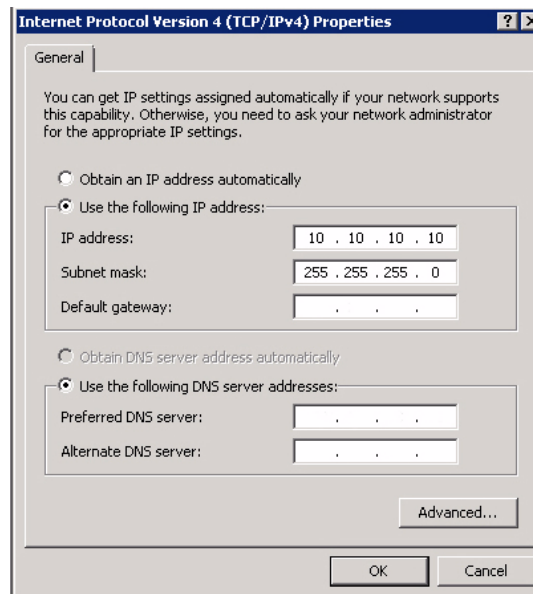 Internet Protocol Version 4 (TCP/IPv4) Properties
General
You can get IP settings assigned automatically if your network supports
this capability. Otherwise, you need to ask your network administrator
for the appropriate IP settings.
Obtain an IP address automatically
Use the following IP address:
IP address: 10 . 10 . 10 . 10
Subnet mask: 255 . 255 . 255 . 0
Default gateway: . . .
Obtain DNS server address automatically
Use the following DNS server addresses:
Preferred DNS server: . . .
Alternate DNS server: . . .
Advanced...
OK Cancel